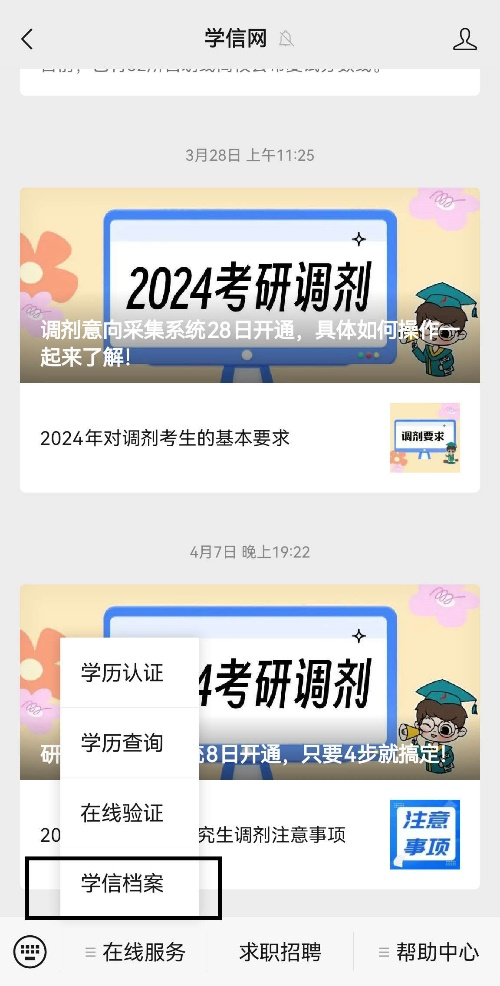 学信网
3月28日 上午11:25
2024考研调剂
调剂意向采集系统28日开通，具体如何操作一
起来了解！
2024年对调剂考生的基本要求
调剂要求
4月7日 晚上19:22
4考研调剂
研
统8日开通，只要4步就搞定！
学历认证
学历查询
在线验证
学信档案
20
究生调剂注意事项
注意
事项
在线服务
求职招聘
帮助中心